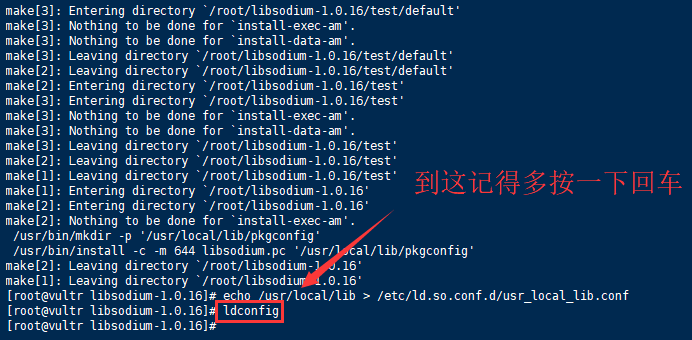 make[3]: Entering directory `/root/libsodium-1.0.16/test/default'
make[3]: Nothing to be done for `install-exec-am'.
make[3]: Nothing to be done for `install-data-am'.
make[3]: Leaving directory `/root/libsodium-1.0.16/test/default'
make[2]: Leaving directory `/root/libsodium-1.0.16/test/default'
make[2]: Entering directory `/root/libsodium-1.0.16/test'
make[3]: Entering directory `/root/libsodium-1.0.16/test'
make[3]: Nothing to be done for `install-exec-am'.
make[3]: Nothing to be done for `install-data-am'.
make[3]: Leaving directory `/root/libsodium-1.0.16/test'
make[2]: Leaving directory `/root/libsodium-1.0.16/test'
make[1]: Leaving directory `/root/libsodium-1.0.16/test'
到这记得多按一下回车
make[1]: Entering directory `/root/libsodium-1.0.16'
make[2]: Entering directory `/root/libsodium-1.0.16'
make[2]: Nothing to be done for `install-exec-am'.
/usr/bin/mkdir -p '/usr/local/lib/pkgconfig'
/usr/bin/install -c -m 644 libsodium.pc '/usr/local/lib/pkgconfig'
make[2]: Leaving directory `/root/libsodium-1.0.16'
make[1]: Leaving directory `/root/libsodium-1.0.16'
[root@vultr libsodium-1.0.16]# echo /usr/local/lib > /etc/ld.so.conf.d/usr_local_lib.conf
[root@vultr libsodium-1.0.16]# ldconfig
[root@vultr libsodium-1.0.16]#